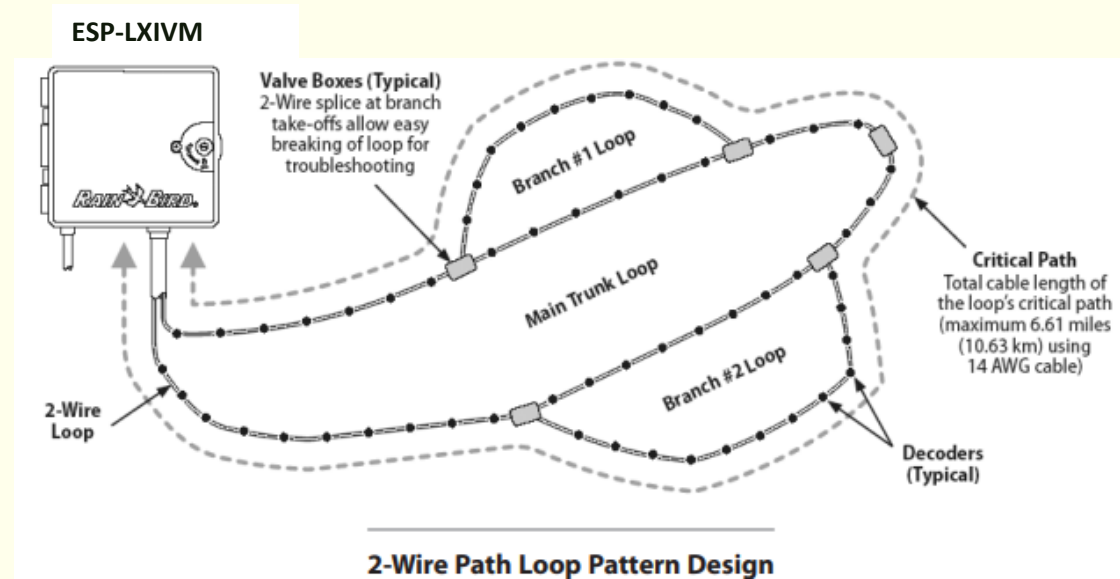 ESP-LXIVM
Valve Boxes (Typical)
2-Wire splice at branch
take-offs allow easy
breaking of loop for
troubleshooting
Branch #1 Loop
RAIN BIRD®
Main Trunk Loop
Critical Path
Total cable length of
the loop's critical path
(maximum 6.61 miles
(10.63 km) using
14 AWG cable)
Branch #2 Loop
2-Wire
Loop
Decoders
(Typical)
2-Wire Path Loop Pattern Design